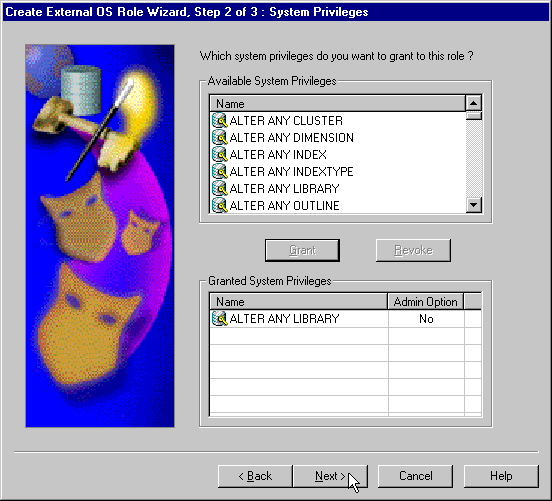 Create External OS Role Wizard, Step 2 of 3 : System Privileges
Which system privileges do you want to grant to this role ?
Available System Privileges
Name
ALTER ANY CLUSTER
ALTER ANY DIMENSION
ALTER ANY INDEX
ALTER ANY INDEXTYPE
ALTER ANY LIBRARY
ALTER ANY OUTLINE
Grant Revoke
Granted System Privileges
Name Admin Option
ALTER ANY LIBRARY No
< Back Next > Cancel Help